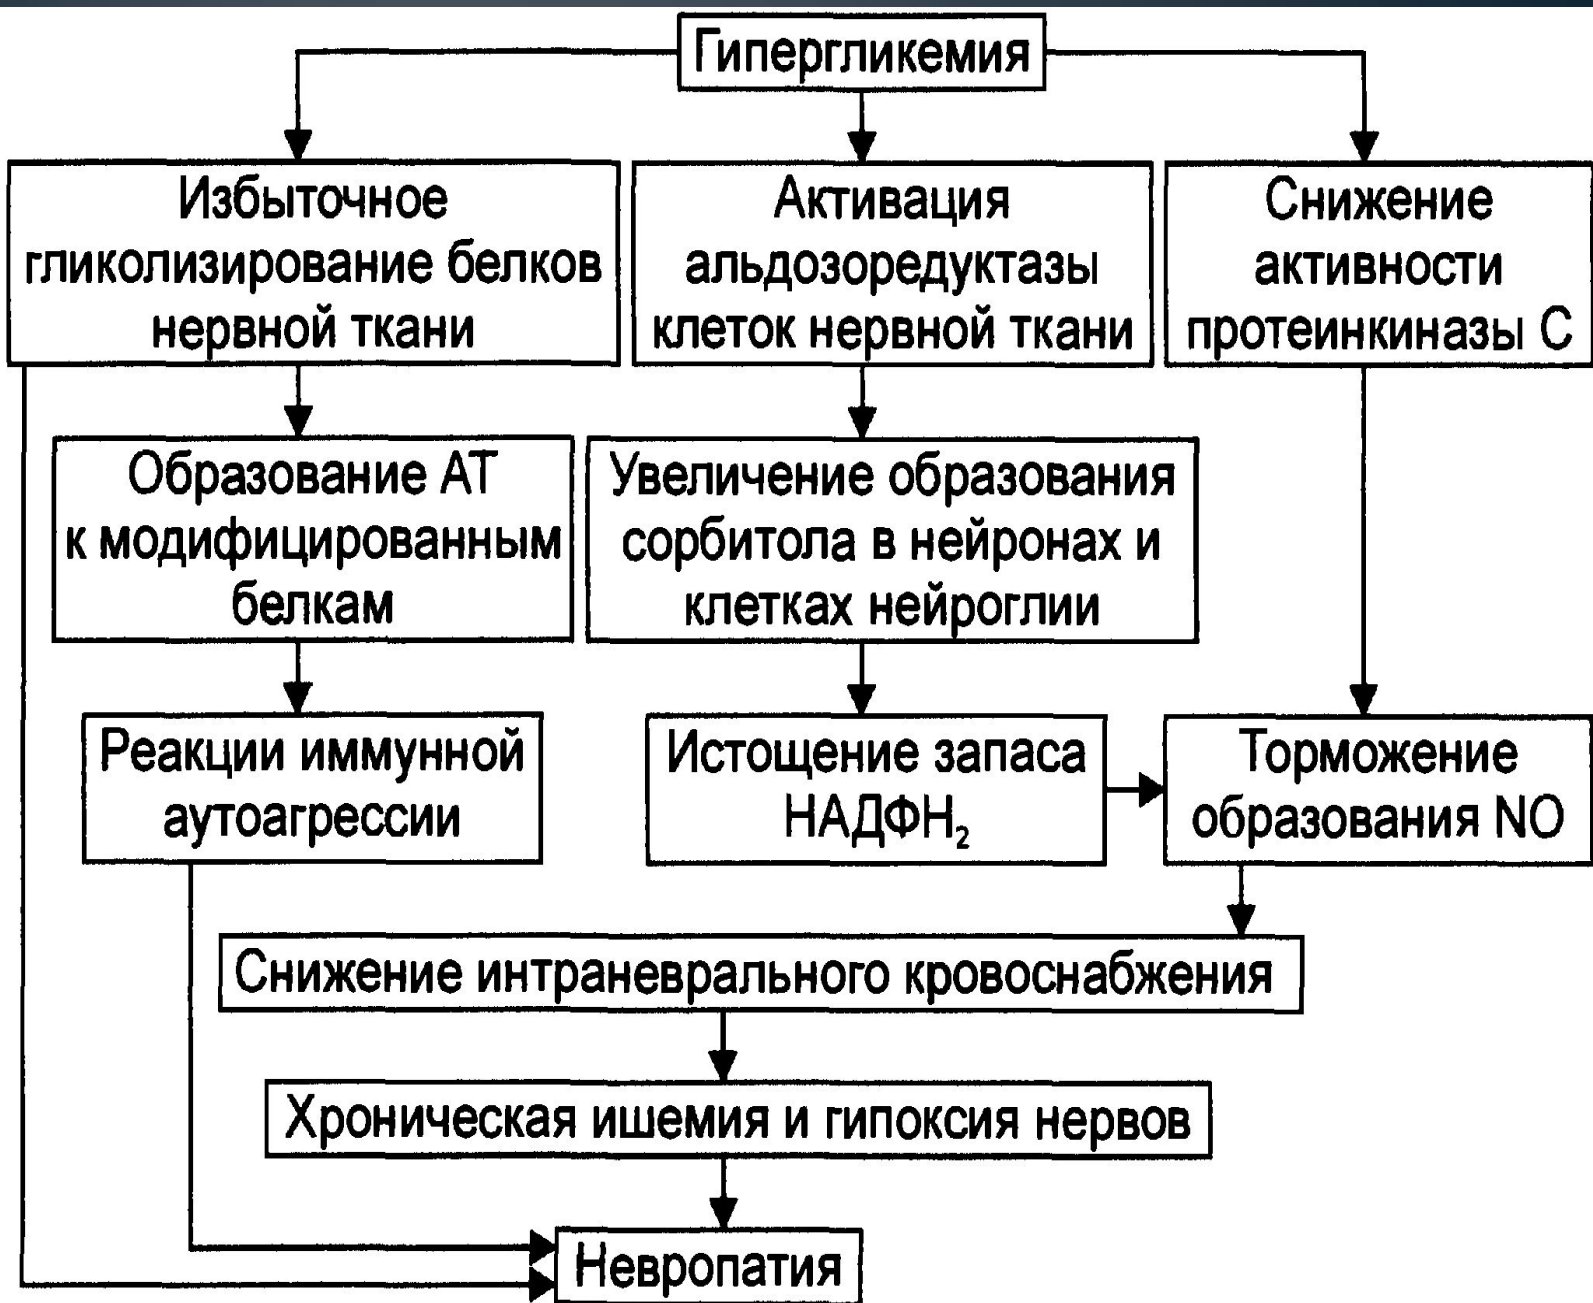 Гипергликемия
Избыточное
гликолизирование белков
нервной ткани
Активация
альдозоредуктазы
клеток нервной ткани
Снижение
активности
протеинкиназы С
Образование АТ
к модифицированным
белкам
Увеличение образования
сорбитола в нейронах и
клетках нейроглии
Реакции иммунной
аутоагрессии
Истощение запаса
НАДФН₂
Торможение
образования NO
Снижение интраневрального кровоснабжения
Хроническая ишемия и гипоксия нервов
Невропатия